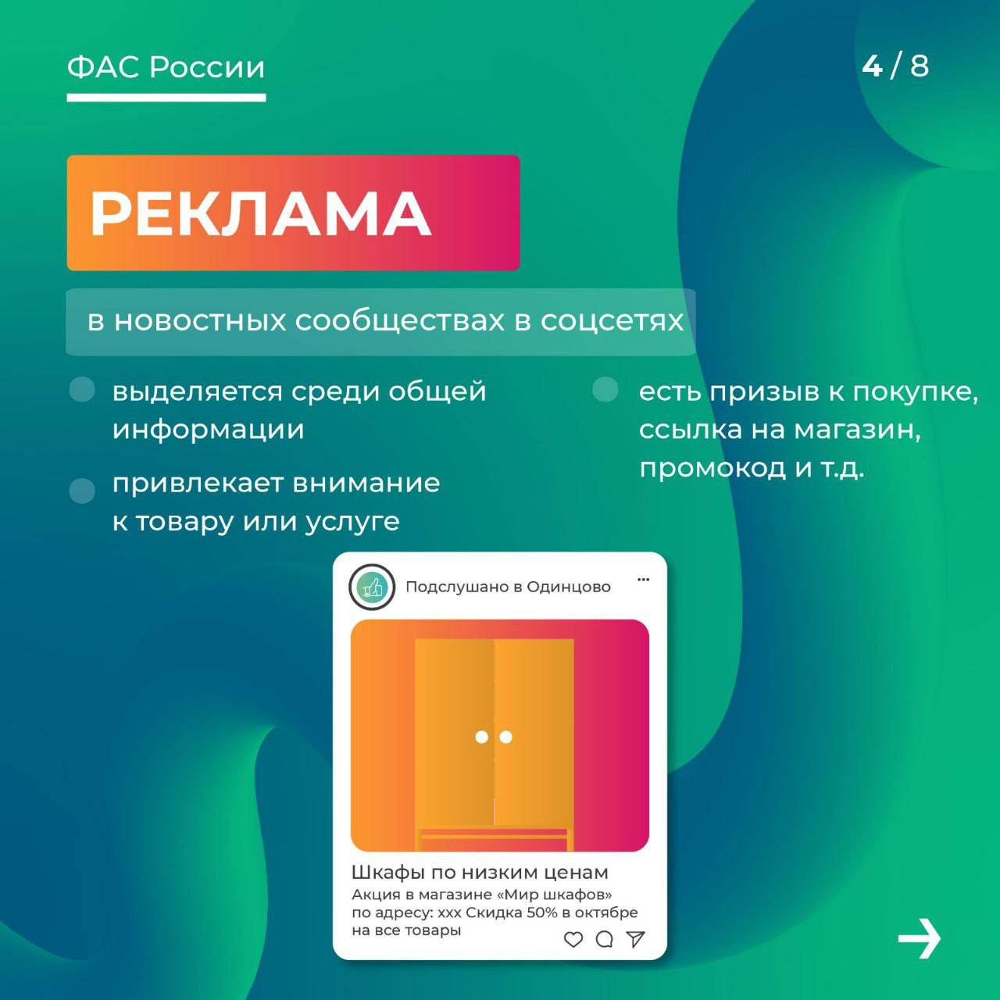 ФАС России
4 / 8
РЕКЛАМА
в новостных сообществах в соцсетях
выделяется среди общей
информации
привлекает внимание
к товару или услуге
есть призыв к покупке,
ссылка на магазин,
промокод и т.д.
Подслушано в Одинцово
Шкафы по низким ценам
Акция в магазине «Мир шкафов»
по адресу: xxx Скидка 50% в октябре
на все товары